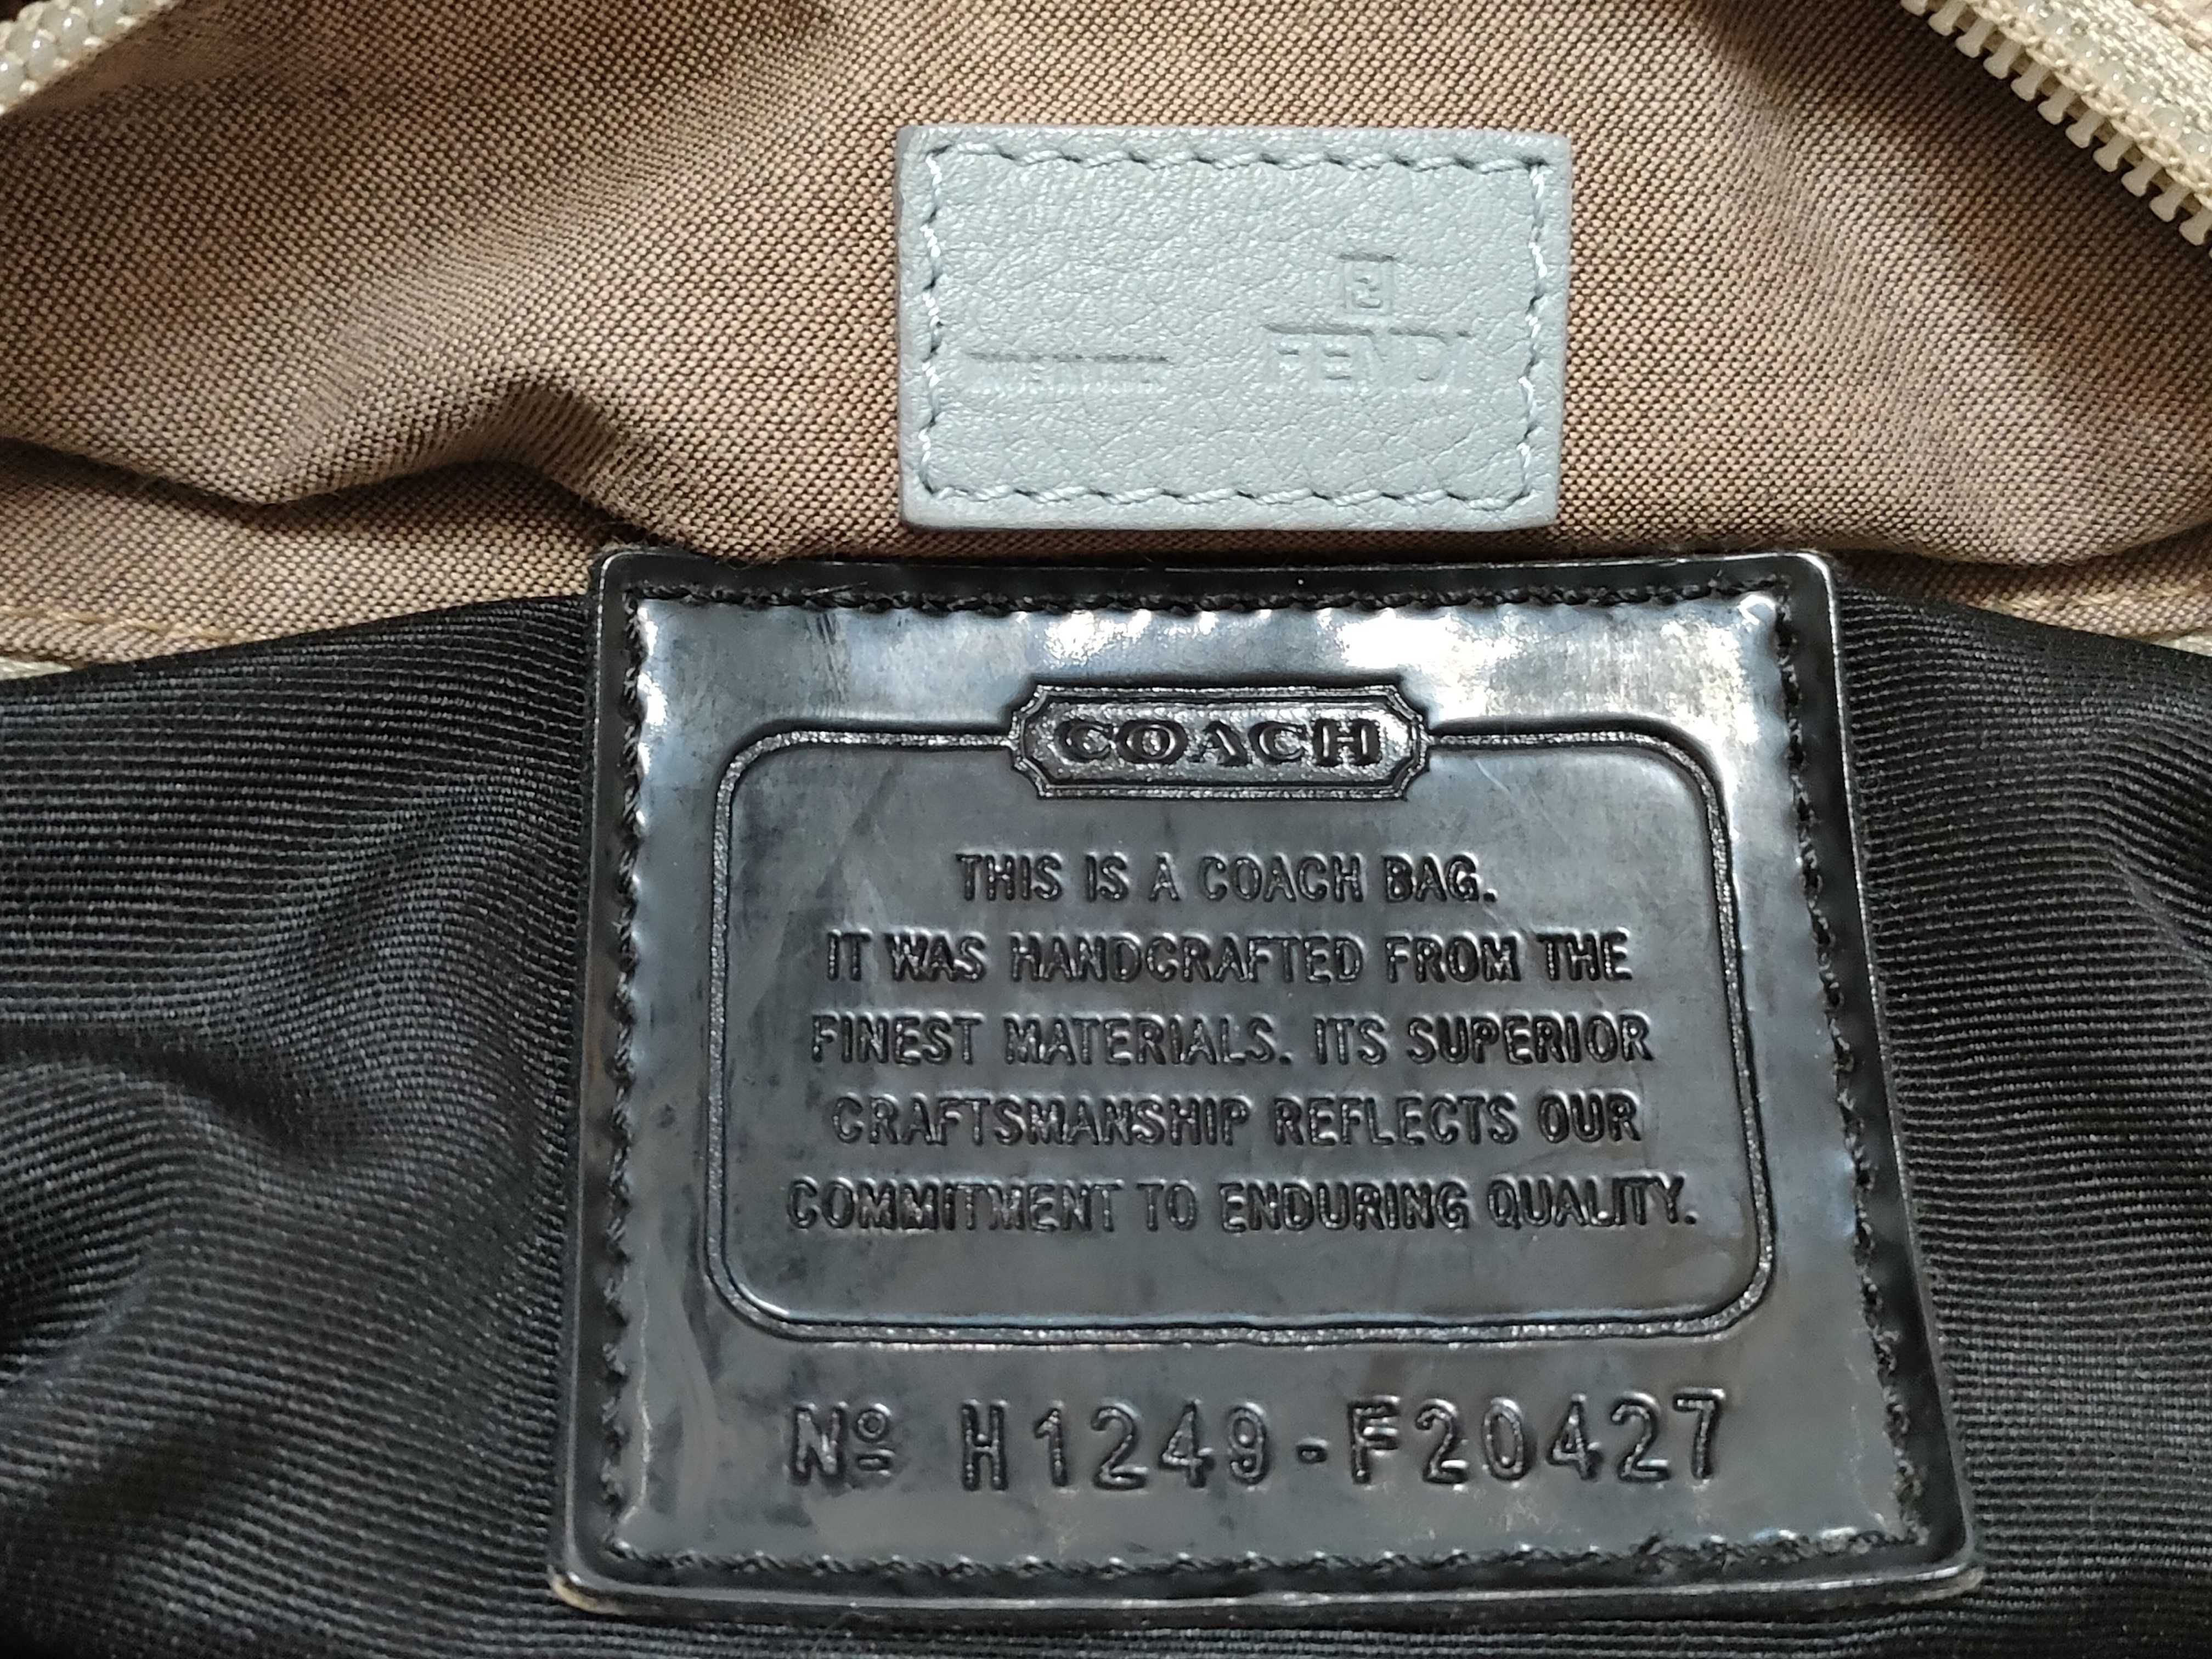 FENDI
COACH
THIS IS A COACH BAG.
IT WAS HANDCRAFTED FROM THE
FINEST MATERIALS. ITS SUPERIOR
CRAFTSMANSHIP REFLECTS OUR
COMMITMENT TO ENDURING QUALITY.
Nº H1249-F20427